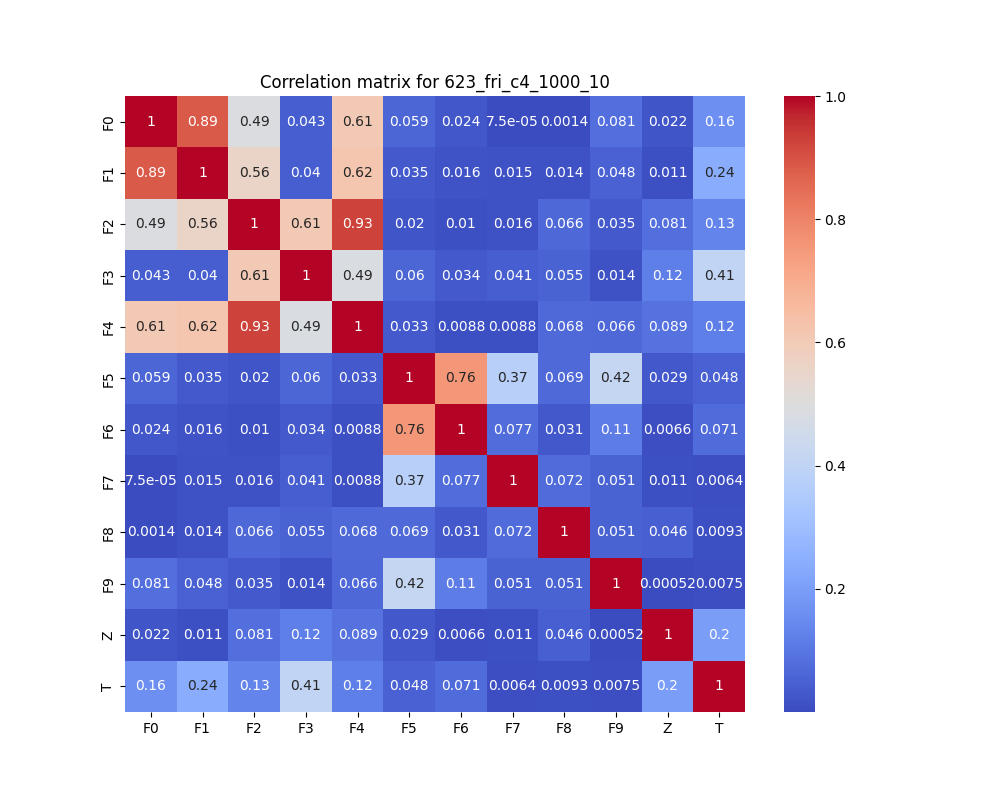 Correlation matrix for 623_fri_c4_1000_10
F0 1 0.89 0.49 0.043 0.61 0.059 0.024 7.5e-05 0.0014 0.081 0.022 0.16
F1 0.89 1 0.56 0.04 0.62 0.035 0.016 0.015 0.014 0.048 0.011 0.24
F2 0.49 0.56 1 0.61 0.93 0.02 0.01 0.016 0.066 0.035 0.081 0.13
F3 0.043 0.04 0.61 1 0.49 0.06 0.034 0.041 0.055 0.014 0.12 0.41
F4 0.61 0.62 0.93 0.49 1 0.033 0.0088 0.0088 0.068 0.066 0.089 0.12
F5 0.059 0.035 0.02 0.06 0.033 1 0.76 0.37 0.069 0.42 0.029 0.048
F6 0.024 0.016 0.01 0.034 0.0088 0.76 1 0.077 0.031 0.11 0.0066 0.071
F7 7.5e-05 0.015 0.016 0.041 0.0088 0.37 0.077 1 0.072 0.051 0.011 0.0064
F8 0.0014 0.014 0.066 0.055 0.068 0.069 0.031 0.072 1 0.051 0.046 0.0093
F9 0.081 0.048 0.035 0.014 0.066 0.42 0.11 0.051 0.051 1 0.00052 0.0075
Z 0.022 0.011 0.081 0.12 0.089 0.029 0.0066 0.011 0.046 0.00052 1 0.2
T 0.16 0.24 0.13 0.41 0.12 0.048 0.071 0.0064 0.0093 0.0075 0.2 1
F0 F1 F2 F3 F4 F5 F6 F7 F8 F9 Z T
1.0
0.8
0.6
0.4
0.2